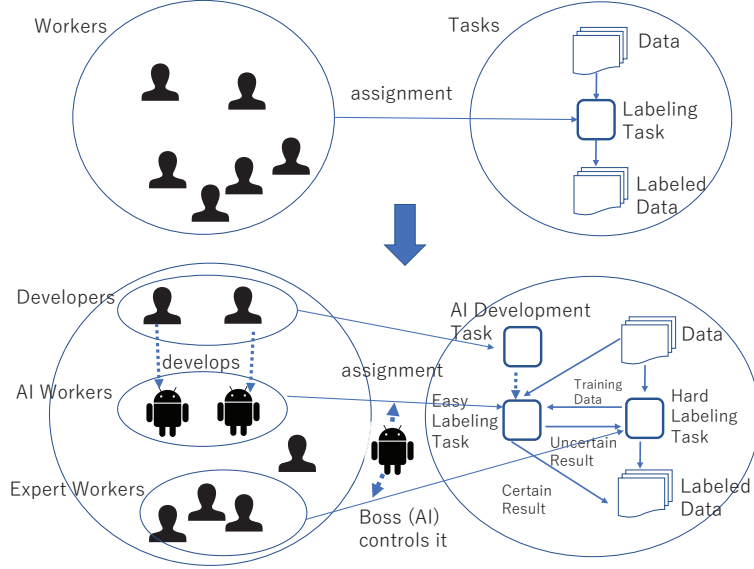 Workers
Tasks
Data
assignment
Labeling
Task
Labeled
Data
Developers
AI Development
Task
Data
develops
assignment
AI Workers
Easy
Labeling
Task
Training
Data
Hard
Labeling
Task
Uncertain
Result
Expert Workers
Certain
Result
Labeled
Data
Boss (AI)
controls it